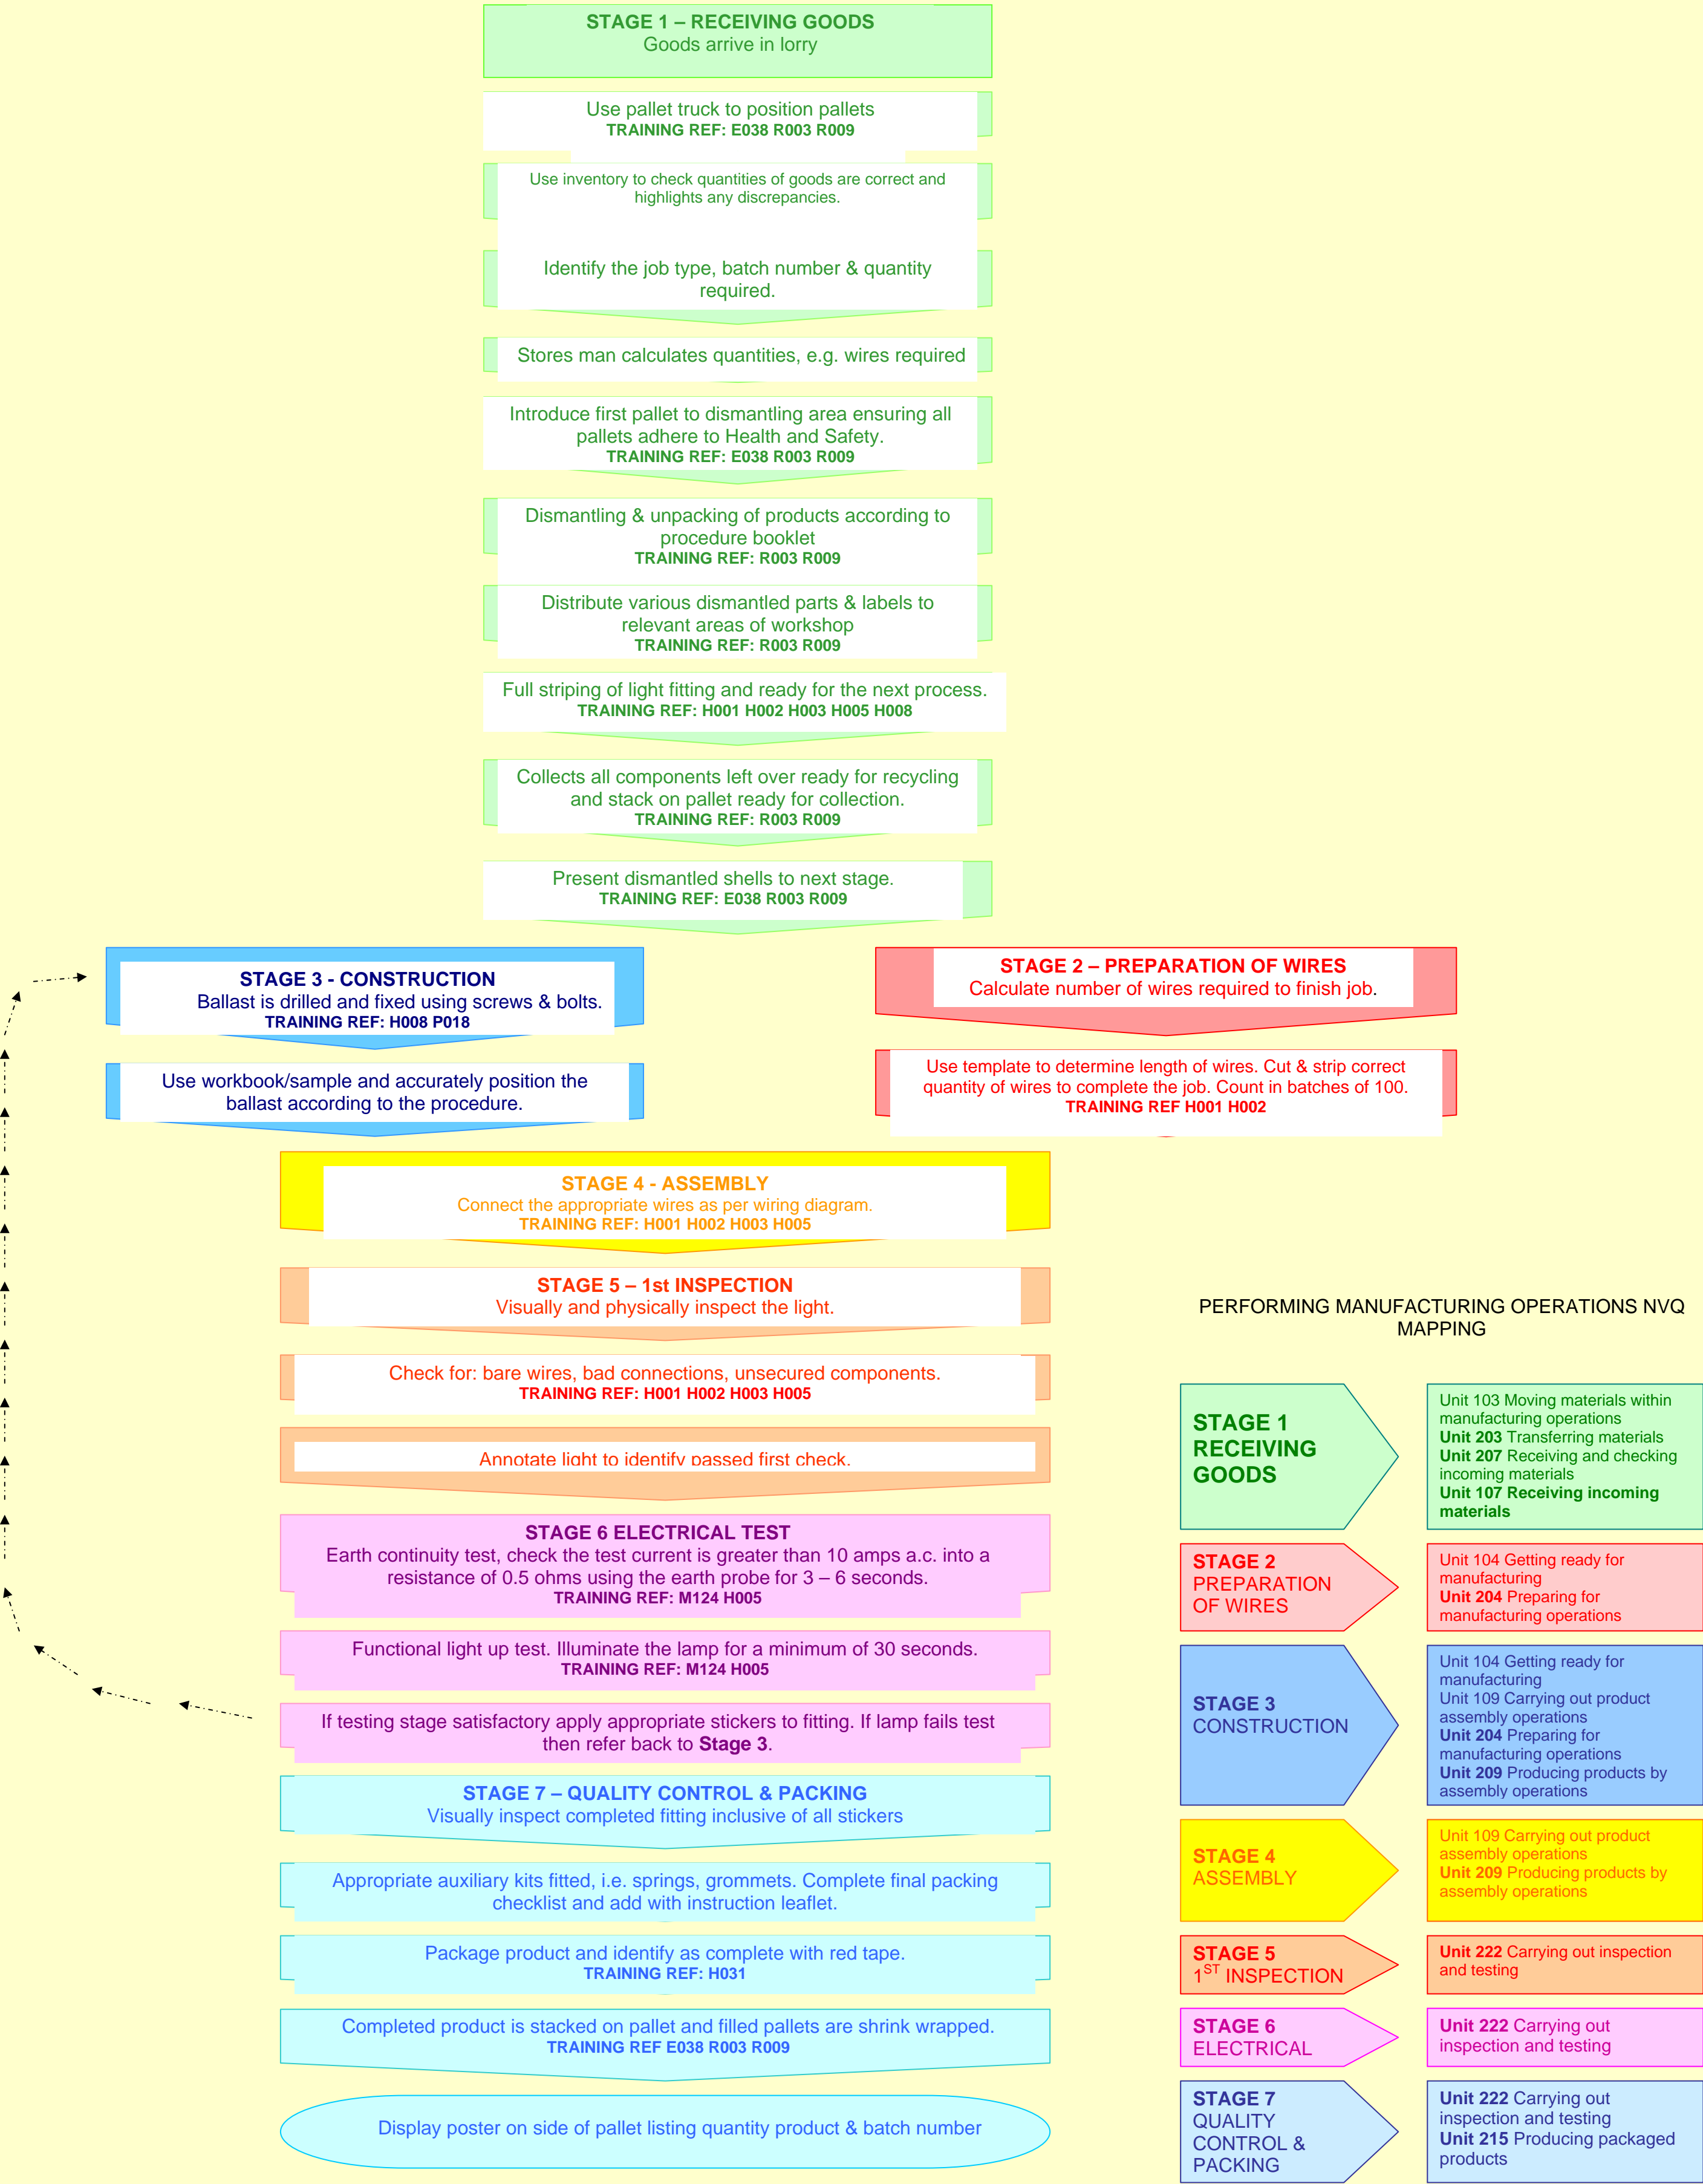 STAGE 1 – RECEIVING GOODS
Goods arrive in lorry
Use pallet truck to position pallets
TRAINING REF: E038 R003 R009
Use inventory to check quantities of goods are correct and
highlights any discrepancies.
Identify the job type, batch number & quantity
required.
Stores man calculates quantities, e.g. wires required
Introduce first pallet to dismantling area ensuring all
pallets adhere to Health and Safety.
TRAINING REF: E038 R003 R009
Dismantling & unpacking of products according to
procedure booklet
TRAINING REF: R003 R009
Distribute various dismantled parts & labels to
relevant areas of workshop
TRAINING REF: R003 R009
Full striping of light fitting and ready for the next process.
TRAINING REF: H001 H002 H003 H005 H008
Collects all components left over ready for recycling
and stack on pallet ready for collection.
TRAINING REF: R003 R009
Present dismantled shells to next stage.
TRAINING REF: E038 R003 R009
STAGE 3 - CONSTRUCTION
Ballast is drilled and fixed using screws & bolts.
TRAINING REF: H008 P018
Use workbook/sample and accurately position the
ballast according to the procedure.
STAGE 2 – PREPARATION OF WIRES
Calculate number of wires required to finish job.
Use template to determine length of wires. Cut & strip correct
quantity of wires to complete the job. Count in batches of 100.
TRAINING REF H001 H002
STAGE 4 - ASSEMBLY
Connect the appropriate wires as per wiring diagram.
TRAINING REF: H001 H002 H003 H005
STAGE 5 – 1st INSPECTION
Visually and physically inspect the light.
Check for: bare wires, bad connections, unsecured components.
TRAINING REF: H001 H002 H003 H005
Annotate light to identify passed first check.
STAGE 6 ELECTRICAL TEST
Earth continuity test, check the test current is greater than 10 amps a.c. into a
resistance of 0.5 ohms using the earth probe for 3 – 6 seconds.
TRAINING REF: M124 H005
Functional light up test. Illuminate the lamp for a minimum of 30 seconds.
TRAINING REF: M124 H005
If testing stage satisfactory apply appropriate stickers to fitting. If lamp fails test
then refer back to Stage 3.
STAGE 7 – QUALITY CONTROL & PACKING
Visually inspect completed fitting inclusive of all stickers
Appropriate auxiliary kits fitted, i.e. springs, grommets. Complete final packing
checklist and add with instruction leaflet.
Package product and identify as complete with red tape.
TRAINING REF: H031
Completed product is stacked on pallet and filled pallets are shrink wrapped.
TRAINING REF E038 R003 R009
Display poster on side of pallet listing quantity product & batch number
PERFORMING MANUFACTURING OPERATIONS NVQ
MAPPING
STAGE 1
RECEIVING
GOODS
Unit 103 Moving materials within
manufacturing operations
Unit 203 Transferring materials
Unit 207 Receiving and checking
incoming materials
Unit 107 Receiving incoming
materials
STAGE 2
PREPARATION
OF WIRES
Unit 104 Getting ready for
manufacturing
Unit 204 Preparing for
manufacturing operations
STAGE 3
CONSTRUCTION
Unit 104 Getting ready for
manufacturing
Unit 109 Carrying out product
assembly operations
Unit 204 Preparing for
manufacturing operations
Unit 209 Producing products by
assembly operations
STAGE 4
ASSEMBLY
Unit 109 Carrying out product
assembly operations
Unit 209 Producing products by
assembly operations
STAGE 5
1ST INSPECTION
Unit 222 Carrying out inspection
and testing
STAGE 6
ELECTRICAL
Unit 222 Carrying out
inspection and testing
STAGE 7
QUALITY
CONTROL &
PACKING
Unit 222 Carrying out
inspection and testing
Unit 215 Producing packaged
products